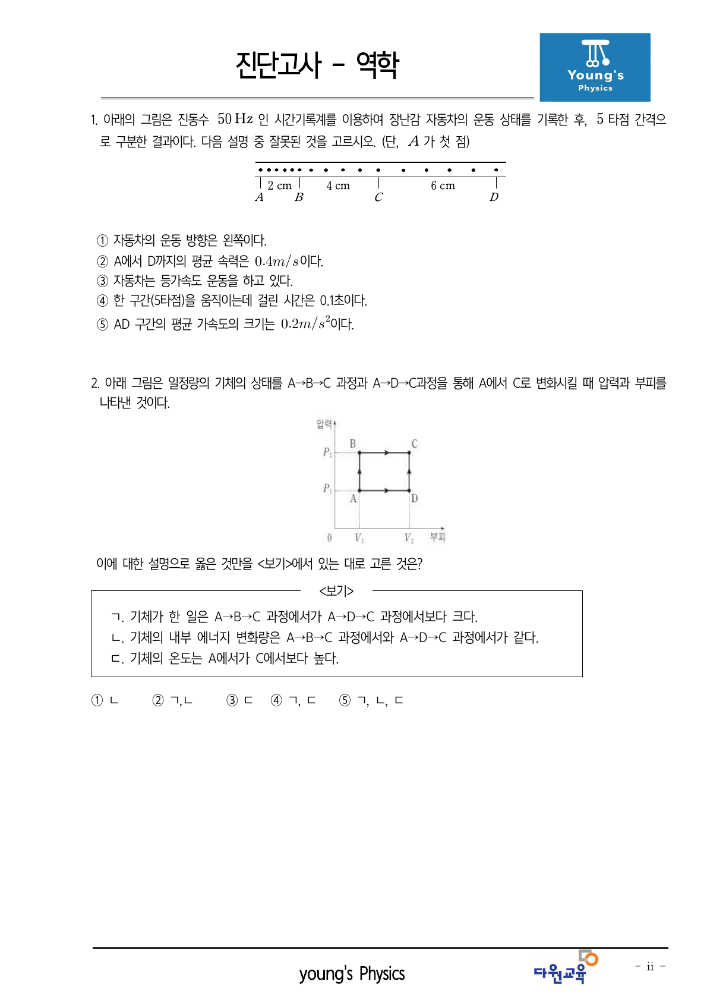 진단고사 - 역학
Young's
Physics
1. 아래의 그림은 진동수 50 Hz 인 시간기록계를 이용하여 장난감 자동차의 운동 상태를 기록한 후, 5 타점 간격으
로 구분한 결과이다. 다음 설명 중 잘못된 것을 고르시오. (단, A 가 첫 점)
2 cm 4 cm 6 cm
A B C D
① 자동차의 운동 방향은 왼쪽이다.
② A에서 D까지의 평균 속력은 0.4m/s이다.
③ 자동차는 등가속도 운동을 하고 있다.
④ 한 구간(5타점)을 움직이는데 걸린 시간은 0.1초이다.
⑤ AD 구간의 평균 가속도의 크기는 0.2m/s²이다.
2. 아래 그림은 일정량의 기체의 상태를 A→B→C 과정과 A→D→C과정을 통해 A에서 C로 변화시킬 때 압력과 부피를
나타낸 것이다.
압력
B C
P₂
P₁
A D
0 V₁ V₂ 부피
이에 대한 설명으로 옳은 것만을 <보기>에서 있는 대로 고른 것은?
<보기>
ㄱ. 기체가 한 일은 A→B→C 과정에서가 A→D→C 과정에서보다 크다.
ㄴ. 기체의 내부 에너지 변화량은 A→B→C 과정에서와 A→D→C 과정에서가 같다.
ㄷ. 기체의 온도는 A에서가 C에서보다 높다.
① ㄴ ② ㄱ,ㄴ ③ ㄷ ④ ㄱ, ㄷ ⑤ ㄱ, ㄴ, ㄷ
young's Physics
다원교육
- ii -